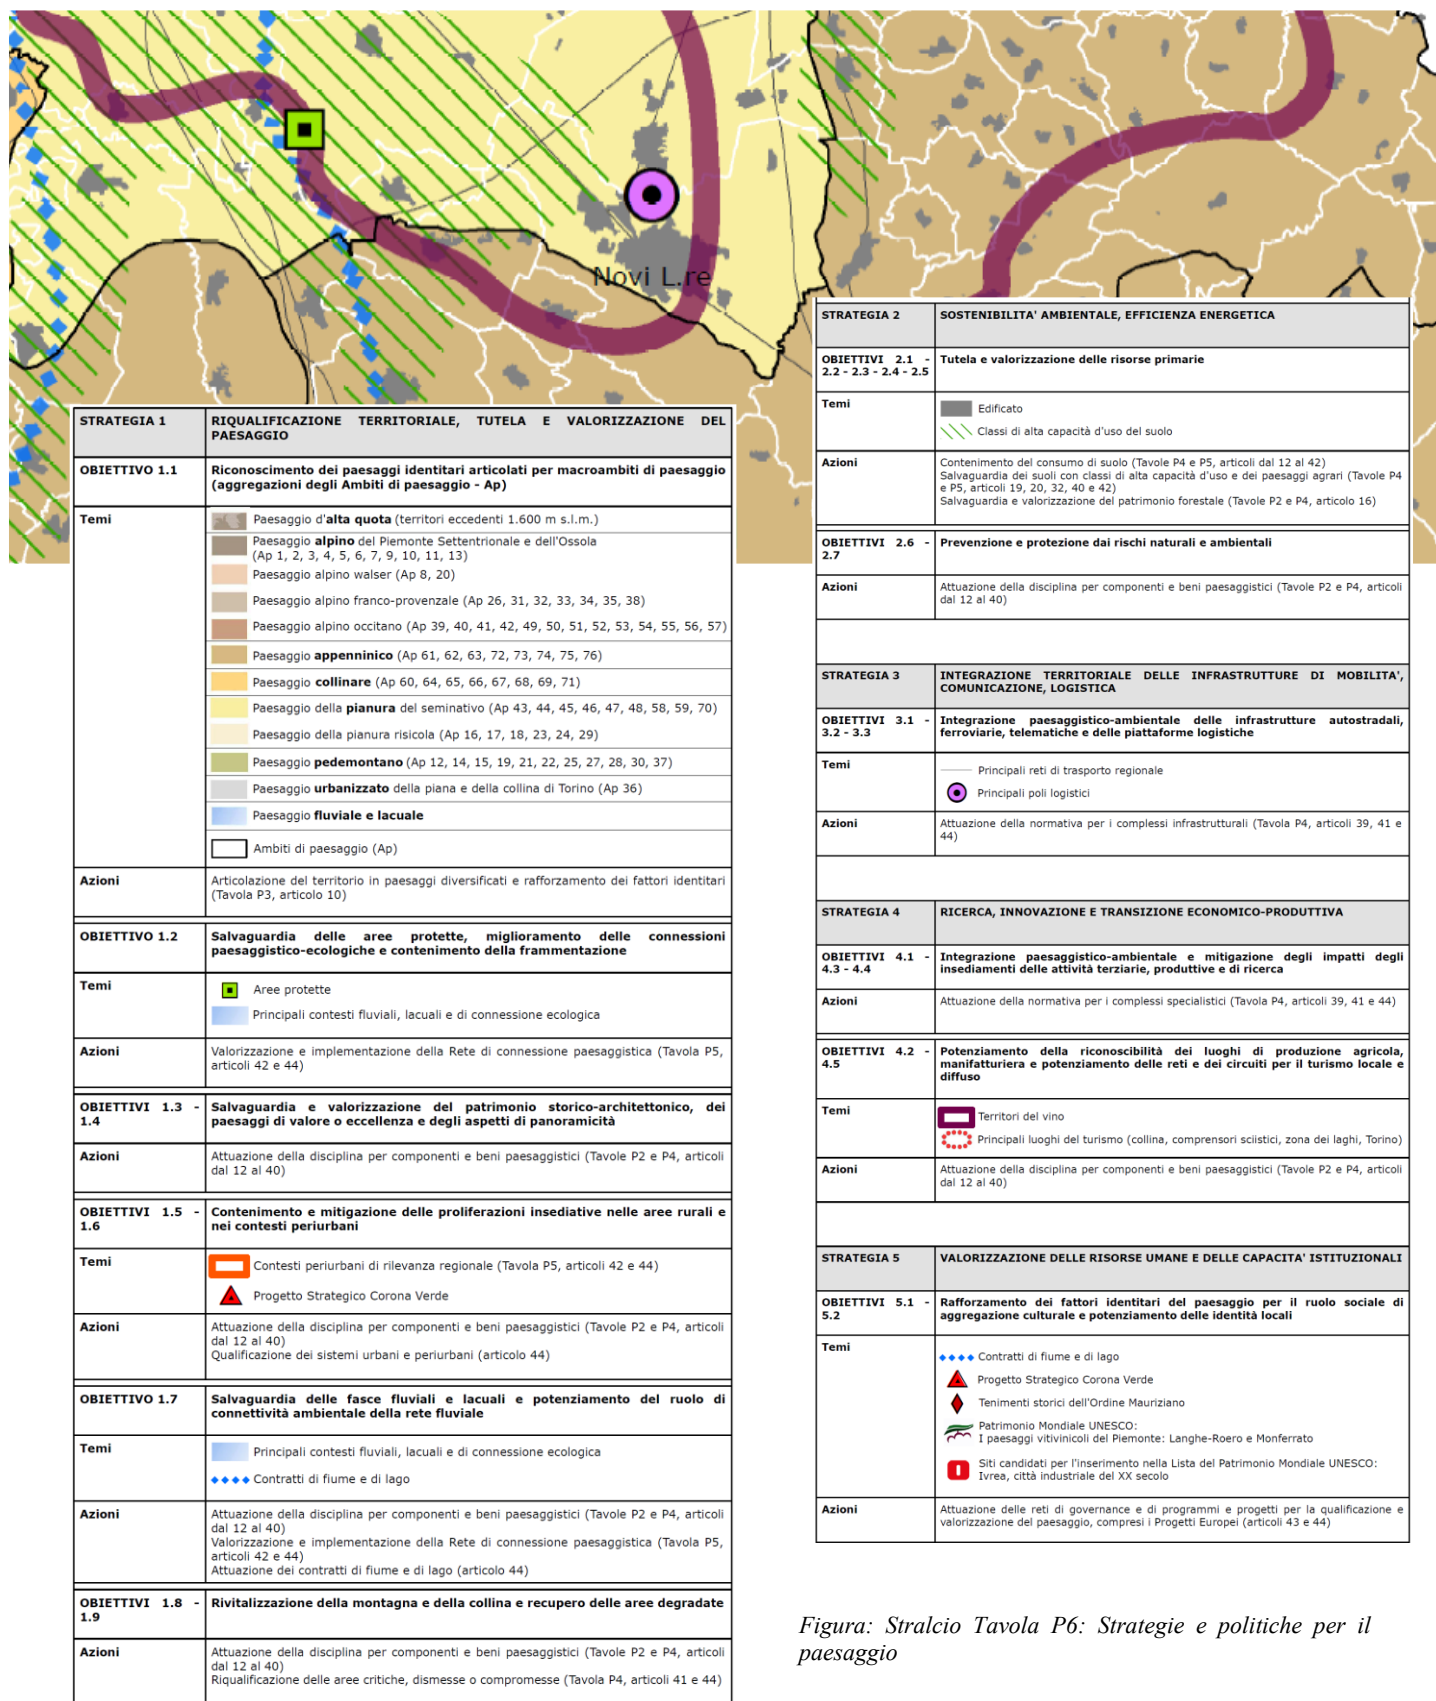 Novi L.re
STRATEGIA 1
RIQUALIFICAZIONE TERRITORIALE, TUTELA E VALORIZZAZIONE DEL
PAESAGGIO
OBIETTIVO 1.1
Riconoscimento dei paesaggi identitari articolati per macroambiti di paesaggio
(aggregazioni degli Ambiti di paesaggio - Ap)
Temi
Paesaggio d'alta quota (territori eccedenti 1.600 m s.l.m.)
Paesaggio alpino del Piemonte Settentrionale e dell'Ossola
(Ap 1, 2, 3, 4, 5, 6, 7, 9, 10, 11, 13)
Paesaggio alpino walser (Ap 8, 20)
Paesaggio alpino franco-provenzale (Ap 26, 31, 32, 33, 34, 35, 38)
Paesaggio alpino occitano (Ap 39, 40, 41, 42, 49, 50, 51, 52, 53, 54, 55, 56, 57)
Paesaggio appenninico (Ap 61, 62, 63, 72, 73, 74, 75, 76)
Paesaggio collinare (Ap 60, 64, 65, 66, 67, 68, 69, 71)
Paesaggio della pianura del seminativo (Ap 43, 44, 45, 46, 47, 48, 58, 59, 70)
Paesaggio della pianura risicola (Ap 16, 17, 18, 23, 24, 29)
Paesaggio pedemontano (Ap 12, 14, 15, 19, 21, 22, 25, 27, 28, 30, 37)
Paesaggio urbanizzato della piana e della collina di Torino (Ap 36)
Paesaggio fluviale e lacuale
Ambiti di paesaggio (Ap)
Azioni
Articolazione del territorio in paesaggi diversificati e rafforzamento dei fattori identitari
(Tavola P3, articolo 10)
OBIETTIVO 1.2
Salvaguardia delle aree protette, miglioramento delle connessioni
paesaggistico-ecologiche e contenimento della frammentazione
Temi
Aree protette
Principali contesti fluviali, lacuali e di connessione ecologica
Azioni
Valorizzazione e implementazione della Rete di connessione paesaggistica (Tavola P5,
articoli 42 e 44)
OBIETTIVI 1.3 -
1.4
Salvaguardia e valorizzazione del patrimonio storico-architettonico, dei
paesaggi di valore o eccellenza e degli aspetti di panoramicità
Azioni
Attuazione della disciplina per componenti e beni paesaggistici (Tavole P2 e P4, articoli
dal 12 al 40)
OBIETTIVI 1.5 -
1.6
Contenimento e mitigazione delle proliferazioni insediative nelle aree rurali e
nei contesti periurbani
Temi
Contesti periurbani di rilevanza regionale (Tavola P5, articoli 42 e 44)
Progetto Strategico Corona Verde
Azioni
Attuazione della disciplina per componenti e beni paesaggistici (Tavole P2 e P4, articoli
dal 12 al 40)
Qualificazione dei sistemi urbani e periurbani (articolo 44)
OBIETTIVO 1.7
Salvaguardia delle fasce fluviali e lacuali e potenziamento del ruolo di
connettività ambientale della rete fluviale
Temi
Principali contesti fluviali, lacuali e di connessione ecologica
Contratti di fiume e di lago
Azioni
Attuazione della disciplina per componenti e beni paesaggistici (Tavole P2 e P4, articoli
dal 12 al 40)
Valorizzazione e implementazione della Rete di connessione paesaggistica (Tavola P5,
articoli 42 e 44)
Attuazione dei contratti di fiume e di lago (articolo 44)
OBIETTIVI 1.8 -
1.9
Rivitalizzazione della montagna e della collina e recupero delle aree degradate
Azioni
Attuazione della disciplina per componenti e beni paesaggistici (Tavole P2 e P4, articoli
dal 12 al 40)
Riqualificazione delle aree critiche, dismesse o compromesse (Tavola P4, articoli 41 e 44)
STRATEGIA 2
SOSTENIBILITA' AMBIENTALE, EFFICIENZA ENERGETICA
OBIETTIVI 2.1 -
2.2 - 2.3 - 2.4 - 2.5
Tutela e valorizzazione delle risorse primarie
Temi
Edificato
Classi di alta capacità d'uso del suolo
Azioni
Contenimento del consumo di suolo (Tavole P4 e P5, articoli dal 12 al 42)
Salvaguardia dei suoli con classi di alta capacità d'uso e dei paesaggi agrari (Tavole P4
e P5, articoli 19, 20, 32, 40 e 42)
Salvaguardia e valorizzazione del patrimonio forestale (Tavole P2 e P4, articolo 16)
OBIETTIVI 2.6 -
2.7
Prevenzione e protezione dai rischi naturali e ambientali
Azioni
Attuazione della disciplina per componenti e beni paesaggistici (Tavole P2 e P4, articoli
dal 12 al 40)
STRATEGIA 3
INTEGRAZIONE TERRITORIALE DELLE INFRASTRUTTURE DI MOBILITA',
COMUNICAZIONE, LOGISTICA
OBIETTIVI 3.1 -
3.2 - 3.3
Integrazione paesaggistico-ambientale delle infrastrutture autostradali,
ferroviarie, telematiche e delle piattaforme logistiche
Temi
Principali reti di trasporto regionale
Principali poli logistici
Azioni
Attuazione della normativa per i complessi infrastrutturali (Tavola P4, articoli 39, 41 e
44)
STRATEGIA 4
RICERCA, INNOVAZIONE E TRANSIZIONE ECONOMICO-PRODUTTIVA
OBIETTIVI 4.1 -
4.3 - 4.4
Integrazione paesaggistico-ambientale e mitigazione degli impatti degli
insediamenti delle attività terziarie, produttive e di ricerca
Azioni
Attuazione della normativa per i complessi specialistici (Tavola P4, articoli 39, 41 e 44)
OBIETTIVI 4.2 -
4.5
Potenziamento della riconoscibilità dei luoghi di produzione agricola,
manifatturiera e potenziamento delle reti e dei circuiti per il turismo locale e
diffuso
Temi
Territori del vino
Principali luoghi del turismo (collina, comprensori sciistici, zona dei laghi, Torino)
Azioni
Attuazione della disciplina per componenti e beni paesaggistici (Tavole P2 e P4, articoli
dal 12 al 40)
STRATEGIA 5
VALORIZZAZIONE DELLE RISORSE UMANE E DELLE CAPACITA' ISTITUZIONALI
OBIETTIVI 5.1 -
5.2
Rafforzamento dei fattori identitari del paesaggio per il ruolo sociale di
aggregazione culturale e potenziamento delle identità locali
Temi
Contratti di fiume e di lago
Progetto Strategico Corona Verde
Tenimenti storici dell'Ordine Mauriziano
Patrimonio Mondiale UNESCO:
I paesaggi vitivinicoli del Piemonte: Langhe-Roero e Monferrato
Siti candidati per l'inserimento nella Lista del Patrimonio Mondiale UNESCO:
Ivrea, città industriale del XX secolo
Azioni
Attuazione delle reti di governance e di programmi e progetti per la qualificazione e
valorizzazione del paesaggio, compresi i Progetti Europei (articoli 43 e 44)
Figura: Stralcio Tavola P6: Strategie e politiche per il
paesaggio